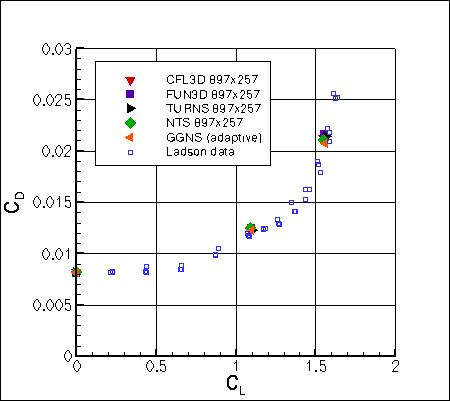 0.03
CFL3D 897x257
FUN3D 897x257
TURNS 897x257
NTS 897x257
GGNS (adaptive)
Ladson data
0.025
0.02
C_D
0.015
0.01
0.005
0
0 0.5 1 1.5 2
C_L